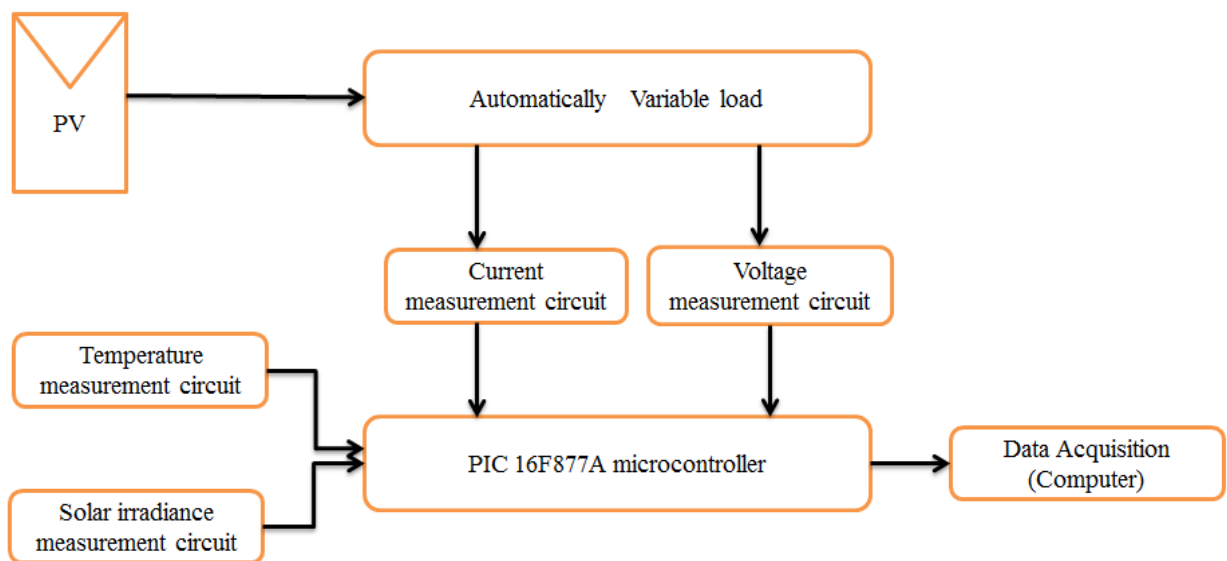 PV
Automatically Variable load
Current
measurement circuit
Voltage
measurement circuit
Temperature
measurement circuit
PIC 16F877A microcontroller
Data Acquisition
(Computer)
Solar irradiance
measurement circuit